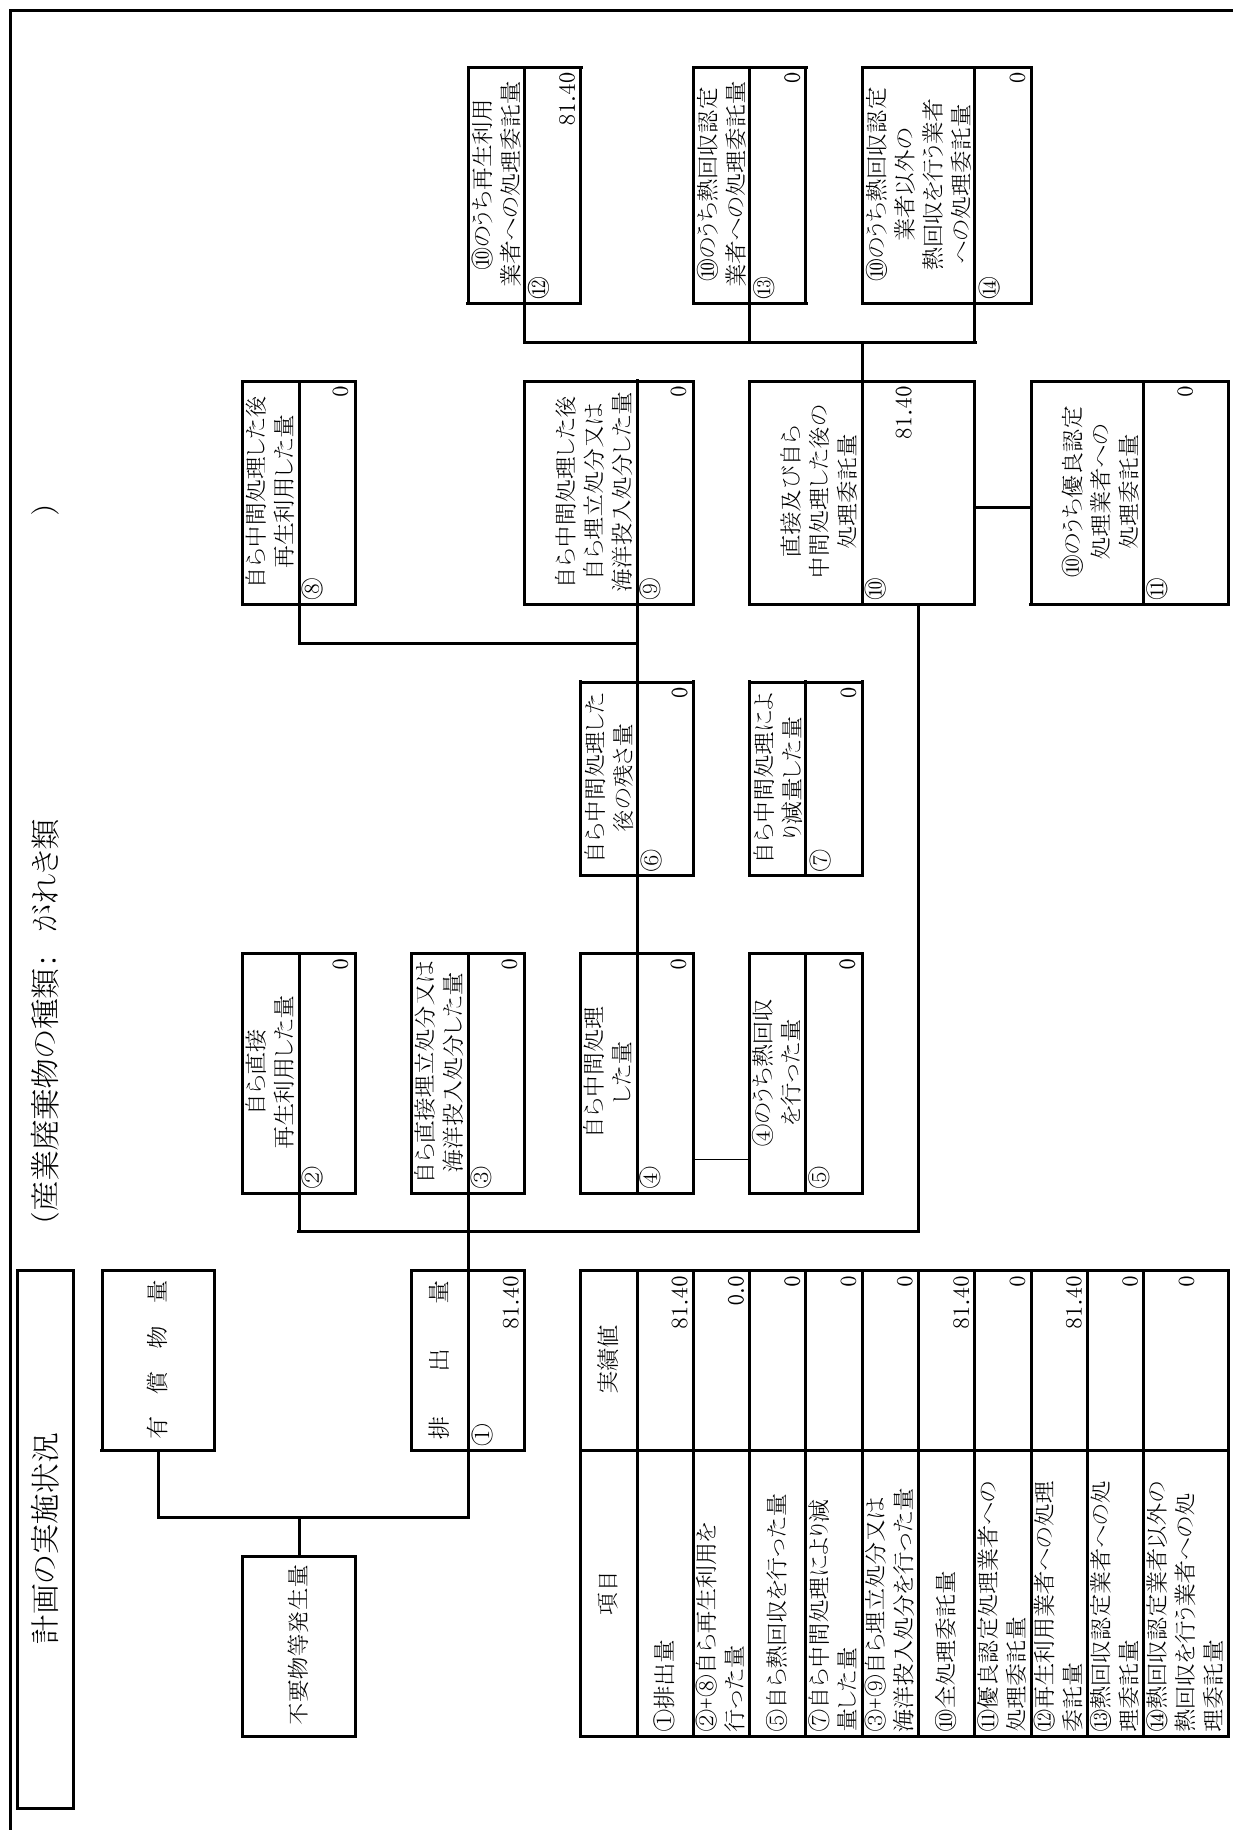 計画の実施状況
(産業廃棄物の種類： がれき類 )
不要物等発生量
有償物量
排出量
① 81.40
自ら直接
再生利用した量
② 0
自ら直接埋立処分又は
海洋投入処分した量
③ 0
自ら中間処理
した量
④ 0
④のうち熱回収
を行った量
⑤ 0
自ら中間処理した
後の残さ量
⑥ 0
自ら中間処理によ
り減量した量
⑦ 0
自ら中間処理した後
再生利用した量
⑧ 0
自ら中間処理した後
自ら埋立処分又は
海洋投入処分した量
⑨ 0
直接及び自ら
中間処理した後の
処理委託量
⑩ 81.40
⑩のうち優良認定
処理業者への
処理委託量
⑪ 0
⑩のうち再生利用
業者への処理委託量
⑫ 81.40
⑩のうち熱回収認定
業者への処理委託量
⑬ 0
⑩のうち熱回収認定
業者以外の
熱回収を行う業者
への処理委託量
⑭ 0
項目 実績値
①排出量 81.40
②+⑧自ら再生利用を
行った量 0.0
⑤自ら熱回収を行った量 0
⑦自ら中間処理により減
量した量 0
③+⑨自ら埋立処分又は
海洋投入処分を行った量 0
⑩全処理委託量 81.40
⑪優良認定処理業者への
処理委託量 0
⑫再生利用業者への処理
委託量 81.40
⑬熱回収認定業者への処
理委託量 0
⑭熱回収認定業者以外の
熱回収を行う業者への処
理委託量 0